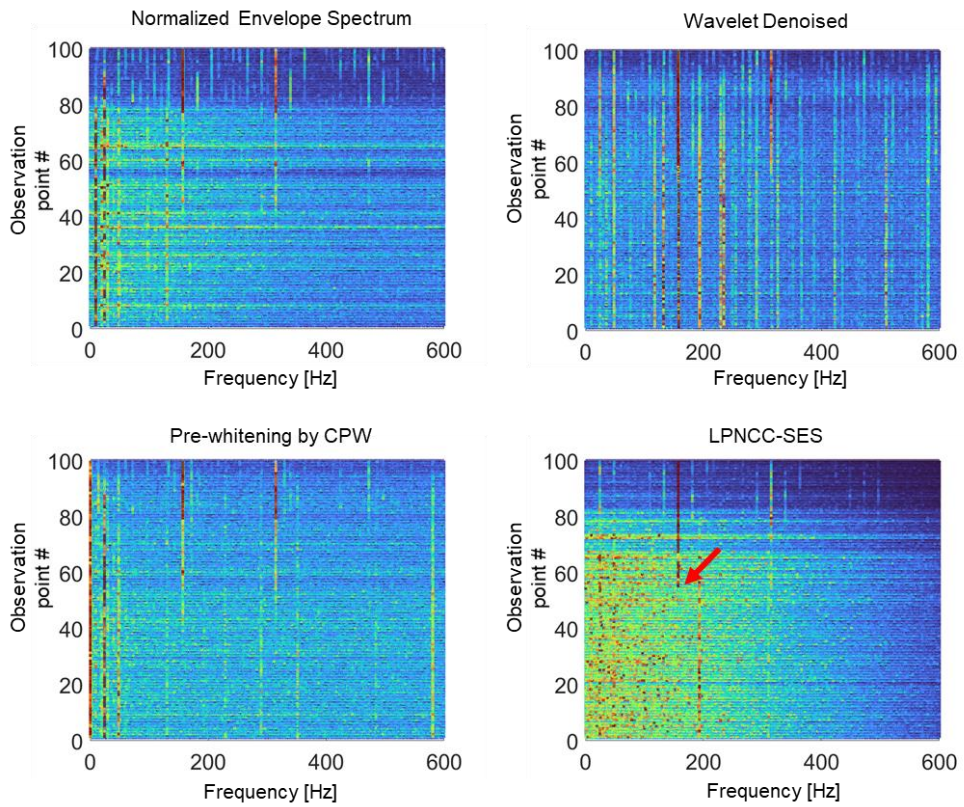 Normalized Envelope Spectrum
Wavelet Denoised
Observation
point #
100
80
60
40
20
0
0 200 400 600
Frequency [Hz]
Observation
point #
100
80
60
40
20
0
0 200 400 600
Frequency [Hz]
Pre-whitening by CPW
LPNCC-SES
Observation
point #
100
80
60
40
20
0
0 200 400 600
Frequency [Hz]
Observation
point #
100
80
60
40
20
0
0 200 400 600
Frequency [Hz]